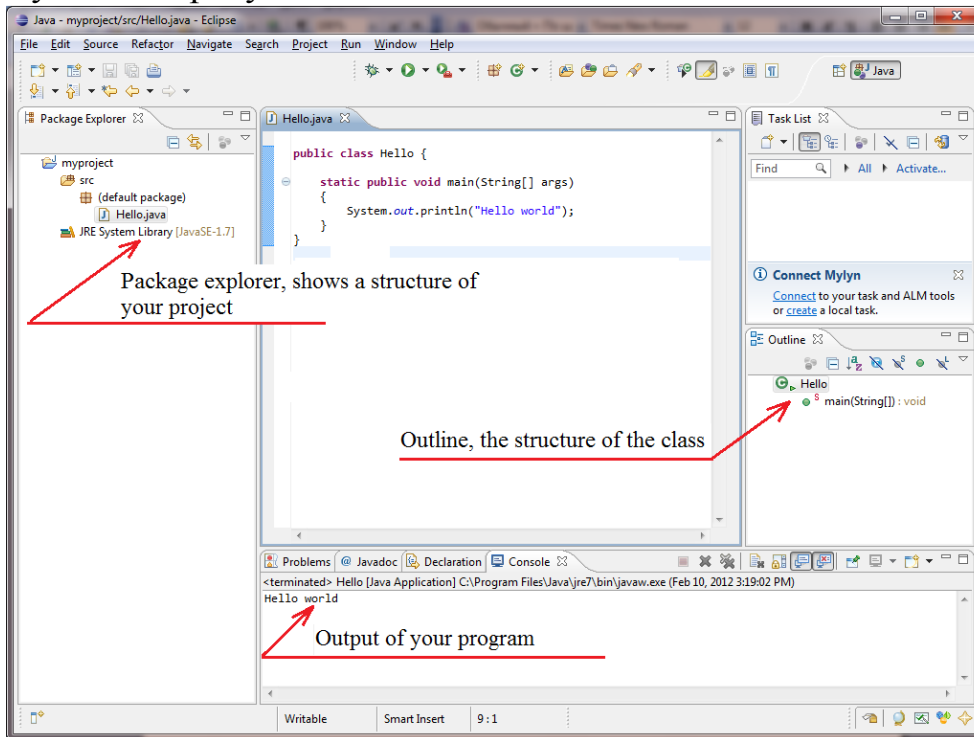 Java - myproject/src/Hello.java - Eclipse
File Edit Source Refactor Navigate Search Project Run Window Help
Java
Package Explorer
myproject
src
(default package)
Hello.java
JRE System Library [JavaSE-1.7]
Package explorer, shows a structure of
your project
Hello.java
public class Hello {
static public void main(String[] args)
{
System.out.println("Hello world");
}
}
Outline, the structure of the class
Task List
Find All Activate...
Connect Mylyn
Connect to your task and ALM tools
or create a local task.
Outline
Hello
main(String[]) : void
Problems @ Javadoc Declaration Console
<terminated> Hello [Java Application] C:\Program Files\Java\jre7\bin\javaw.exe (Feb 10, 2012 3:19:02 PM)
Hello world
Output of your program
Writable Smart Insert 9 : 1